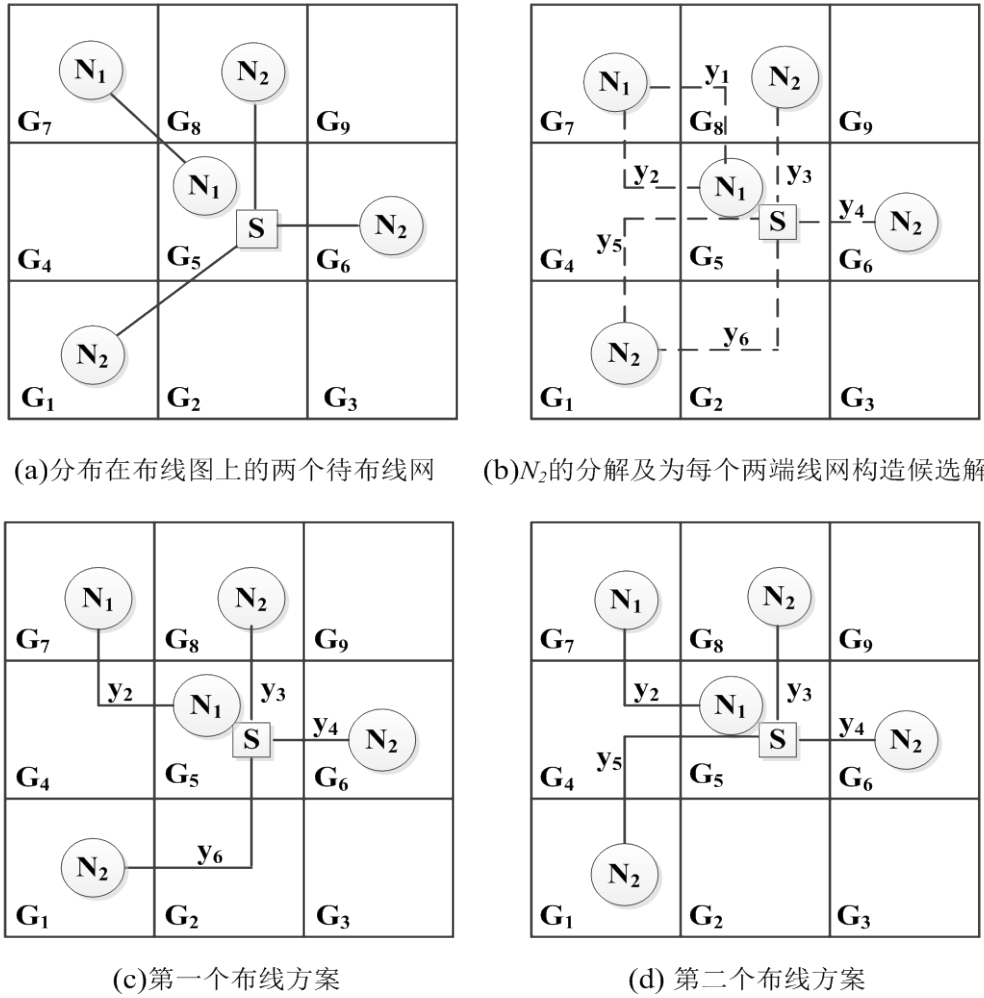 N₁ N₂
G₇ G₈ G₉
N₁
S N₂
G₄ G₅ G₆
N₂
G₁ G₂ G₃
(a)分布在布线图上的两个待布线网
y₁
N₁ N₂
G₇ G₈ G₉
y₂ N₁ y₃
S y₄ N₂
y₅
G₄ G₅ G₆
N₂ y₆
G₁ G₂ G₃
(b)N₂的分解及为每个两端线网构造候选解
N₁ N₂
G₇ G₈ G₉
y₂ N₁ y₃
S y₄ N₂
G₄ G₅ G₆
N₂ y₆
G₁ G₂ G₃
(c)第一个布线方案
N₁ N₂
G₇ G₈ G₉
y₂ N₁ y₃
S y₄ N₂
y₅
G₄ G₅ G₆
N₂
G₁ G₂ G₃
(d) 第二个布线方案